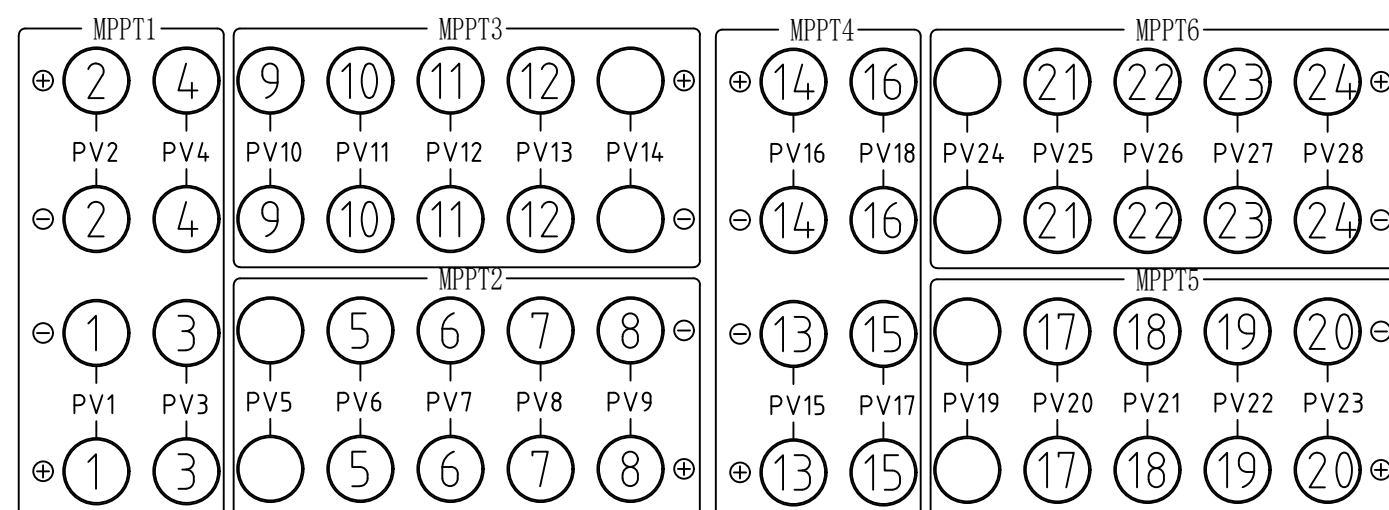 MPPT1 MPPT3 MPPT4 MPPT6
⊕ 2 4 9 10 11 12 ⊕ ⊕ 14 16 21 22 23 24 ⊕
PV2 PV4 PV10 PV11 PV12 PV13 PV14 PV16 PV18 PV24 PV25 PV26 PV27 PV28
⊖ 2 4 9 10 11 12 ⊖ ⊖ 14 16 21 22 23 24 ⊖
MPPT2 MPPT5
⊖ 1 3 5 6 7 8 ⊖ ⊖ 13 15 17 18 19 20 ⊖
PV1 PV3 PV5 PV6 PV7 PV8 PV9 PV15 PV17 PV19 PV20 PV21 PV22 PV23
⊕ 1 3 5 6 7 8 ⊕ ⊕ 13 15 17 18 19 20 ⊕